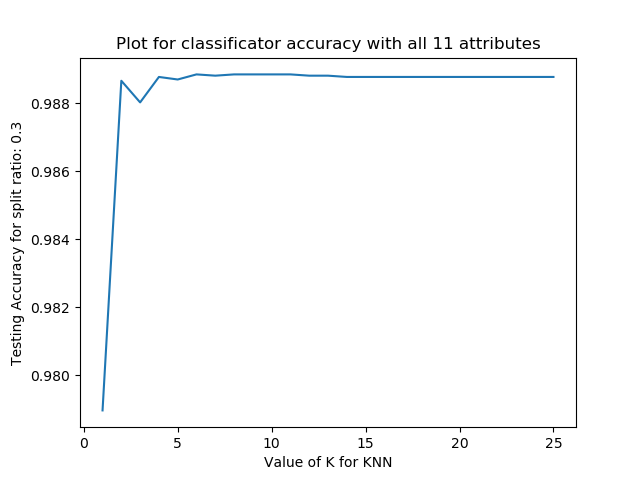 Plot for classificator accuracy with all 11 attributes
Testing Accuracy for split ratio: 0.3
0.988
0.986
0.984
0.982
0.980
0 5 10 15 20 25
Value of K for KNN